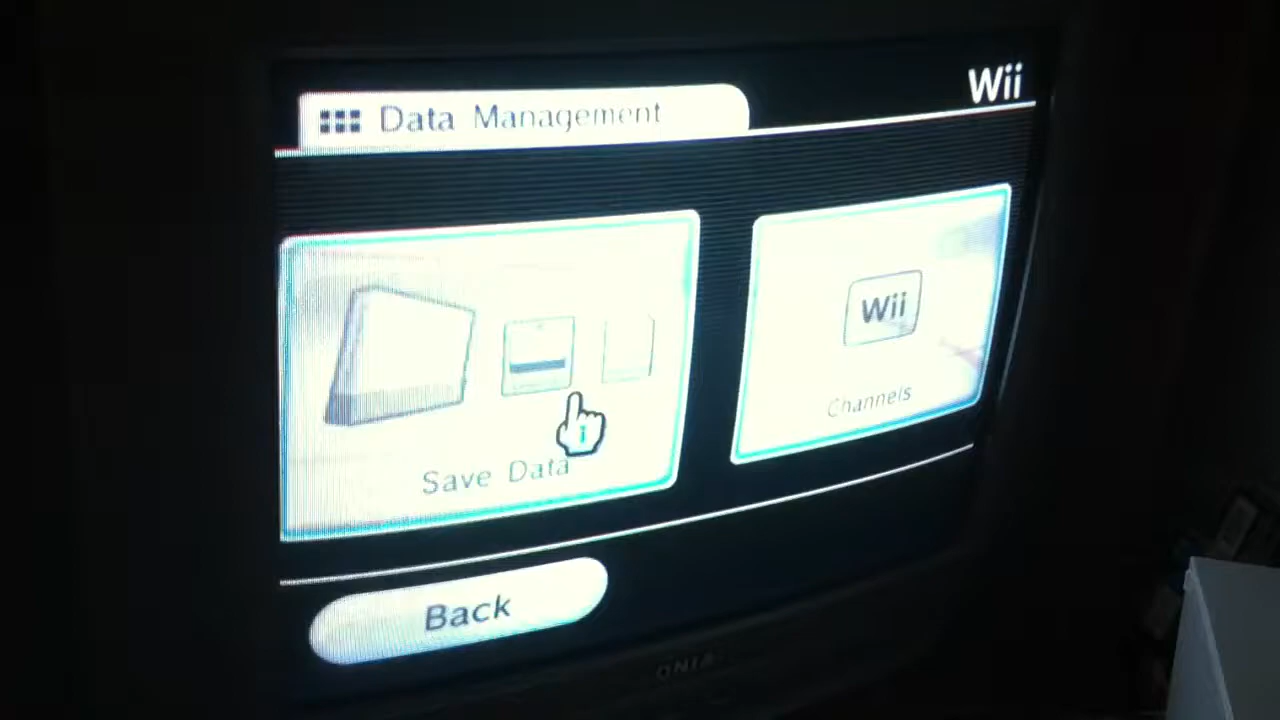 Wii
Data Management
Wii
Channels
Save Data
Back